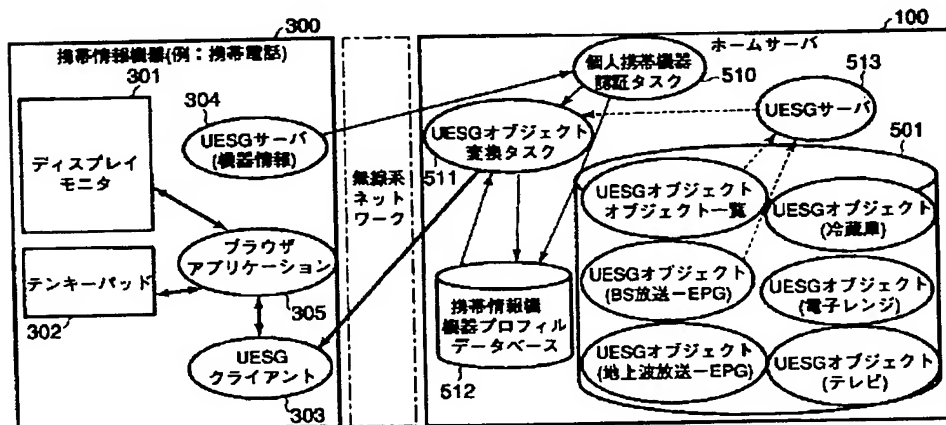 300
携帯情報機器(例：携帯電話)
301
ディスプレイ
モニタ
304
UESGサーバ
(機器情報)
ブラウザ
アプリケーション
305
テンキーパッド
302
UESG
クライアント
303
無線系
ネット
ワーク
100
ホームサーバ
個人携帯機器
認証タスク
510
513
UESGサーバ
UESGオブジェクト
変換タスク
511
501
携帯情報機
機器プロフィル
データベース
512
UESGオブジェクト
オブジェクト一覧
UESGオブジェクト
(冷蔵庫)
UESGオブジェクト
(BS放送－EPG)
UESGオブジェクト
(電子レンジ)
UESGオブジェクト
(地上波放送－EPG)
UESGオブジェクト
(テレビ)